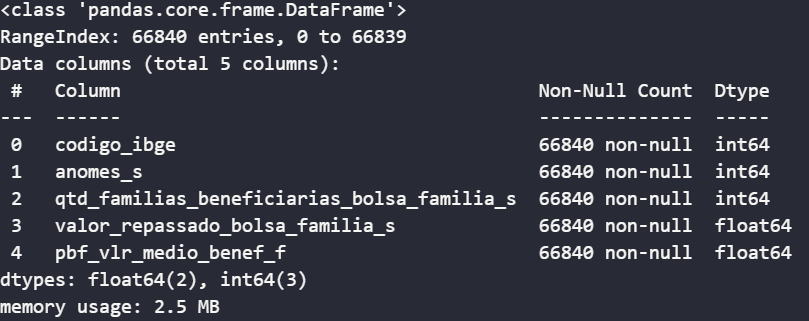 <class 'pandas.core.frame.DataFrame'>
RangeIndex: 66840 entries, 0 to 66839
Data columns (total 5 columns):
 #   Column                                   Non-Null Count  Dtype
---  ------                                   --------------  -----
 0   codigo_ibge                              66840 non-null  int64
 1   anomes_s                                 66840 non-null  int64
 2   qtd_familias_beneficiarias_bolsa_familia_s  66840 non-null  int64
 3   valor_repassado_bolsa_familia_s          66840 non-null  float64
 4   pbf_vlr_medio_benef_f                    66840 non-null  float64
dtypes: float64(2), int64(3)
memory usage: 2.5 MB